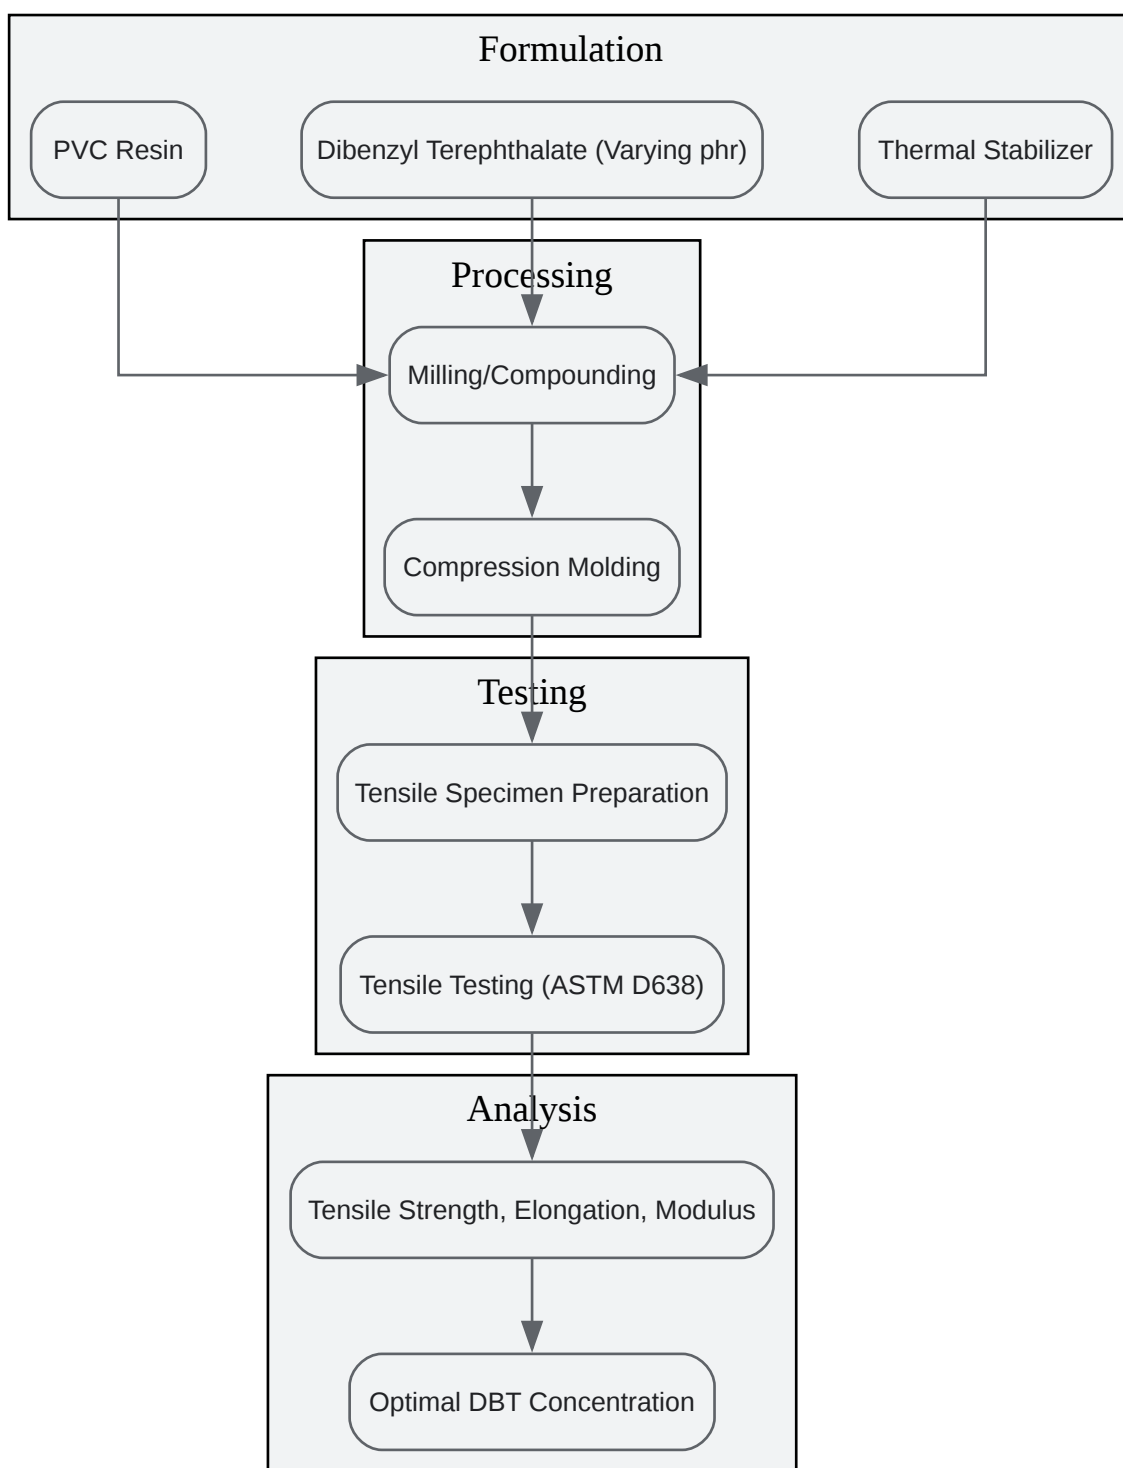 Formulation
PVC Resin
Dibenzyl Terephthalate (Varying phr)
Thermal Stabilizer
Processing
Milling/Compounding
Compression Molding
Testing
Tensile Specimen Preparation
Tensile Testing (ASTM D638)
Analysis
Tensile Strength, Elongation, Modulus
Optimal DBT Concentration